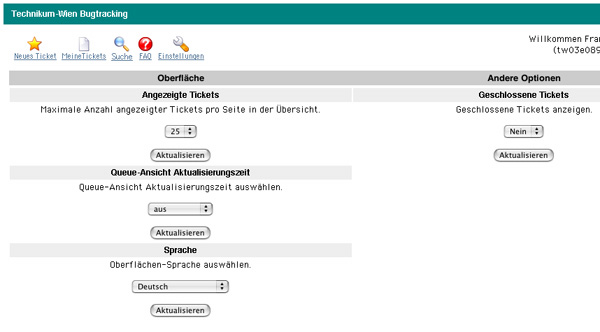 Technikum-Wien Bugtracking
Willkommen Fran
(tw03e089
Neues Ticket MeineTickets Suche FAQ Einstellungen
Oberfläche
Angezeigte Tickets
Maximale Anzahl angezeigter Tickets pro Seite in der Übersicht.
25
Aktualisieren
Queue-Ansicht Aktualisierungszeit
Queue-Ansicht Aktualisierungszeit auswählen.
aus
Aktualisieren
Sprache
Oberflächen-Sprache auswählen.
Deutsch
Aktualisieren
Andere Optionen
Geschlossene Tickets
Geschlossene Tickets anzeigen.
Nein
Aktualisieren